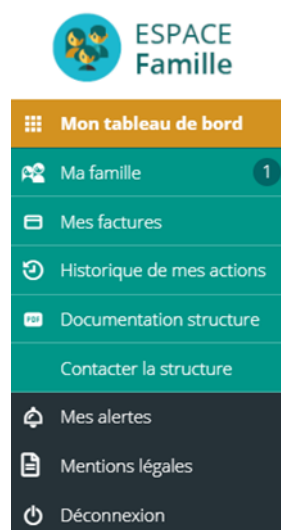 ESPACE
Famille
Mon tableau de bord
Ma famille 1
Mes factures
Historique de mes actions
PDF Documentation structure
Contacter la structure
Mes alertes
Mentions légales
Déconnexion